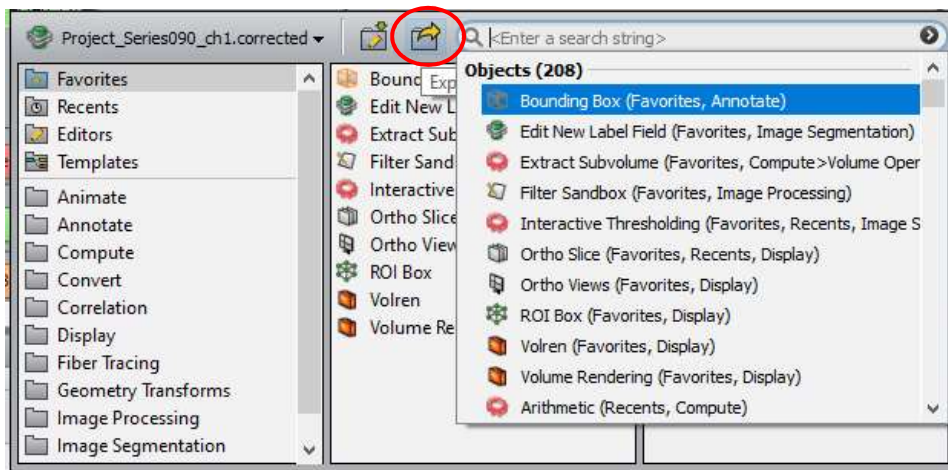 Project_Series090_ch1.corrected
<Enter a search string>
Favorites
Recents
Editors
Templates
Animate
Annotate
Compute
Convert
Correlation
Display
Fiber Tracing
Geometry Transforms
Image Processing
Image Segmentation
Bound
Exp
Edit New L
Extract Sub
Filter Sand
Interactive
Ortho Slice
Ortho View
ROI Box
Volren
Volume Re
Objects (208)
Bounding Box (Favorites, Annotate)
Edit New Label Field (Favorites, Image Segmentation)
Extract Subvolume (Favorites, Compute>Volume Oper
Filter Sandbox (Favorites, Image Processing)
Interactive Thresholding (Favorites, Recents, Image S
Ortho Slice (Favorites, Recents, Display)
Ortho Views (Favorites, Display)
ROI Box (Favorites, Display)
Volren (Favorites, Display)
Volume Rendering (Favorites, Display)
Arithmetic (Recents, Compute)